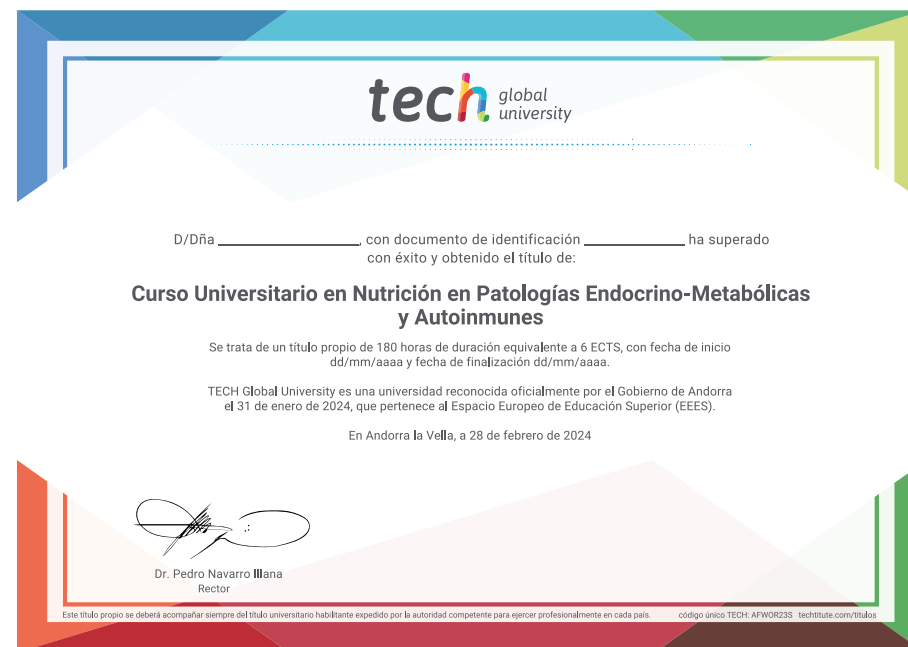 tech global university
D/Dña ____________________, con documento de identificación ______________ ha superado
con éxito y obtenido el título de:
Curso Universitario en Nutrición en Patologías Endocrino-Metabólicas
y Autoinmunes
Se trata de un título propio de 180 horas de duración equivalente a 6 ECTS, con fecha de inicio
dd/mm/aaaa y fecha de finalización dd/mm/aaaa.
TECH Global University es una universidad reconocida oficialmente por el Gobierno de Andorra
el 31 de enero de 2024, que pertenece al Espacio Europeo de Educación Superior (EEES).
En Andorra la Vella, a 28 de febrero de 2024
Dr. Pedro Navarro Illana
Rector
Este título propio se deberá acompañar siempre del título universitario habilitante expedido por la autoridad competente para ejercer profesionalmente en cada país. código único TECH: AFWOR23S techtitute.com/titulos